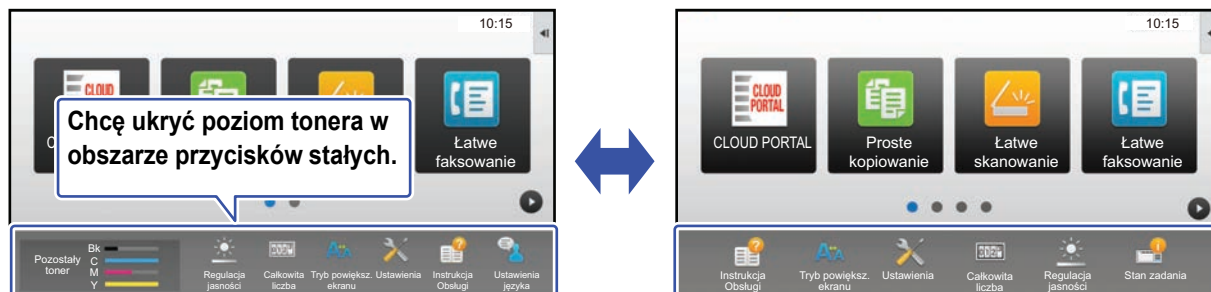 10:15
CLOUD
Chcę ukryć poziom tonera w
obszarze przycisków stałych.
Łatwe
faksowanie
Pozostały
toner
Bk
C
M
Y
Regulacja
jasności
Całkowita
liczba
Tryb powiększ.
ekranu
Ustawienia
Instrukcja
Obsługi
Ustawienia
języka
10:15
CLOUD
PORTAL
CLOUD PORTAL
Proste
kopiowanie
Łatwe
skanowanie
Łatwe
faksowanie
Instrukcja
Obsługi
Tryb powiększ.
ekranu
Ustawienia
Całkowita
liczba
Regulacja
jasności
Stan zadania